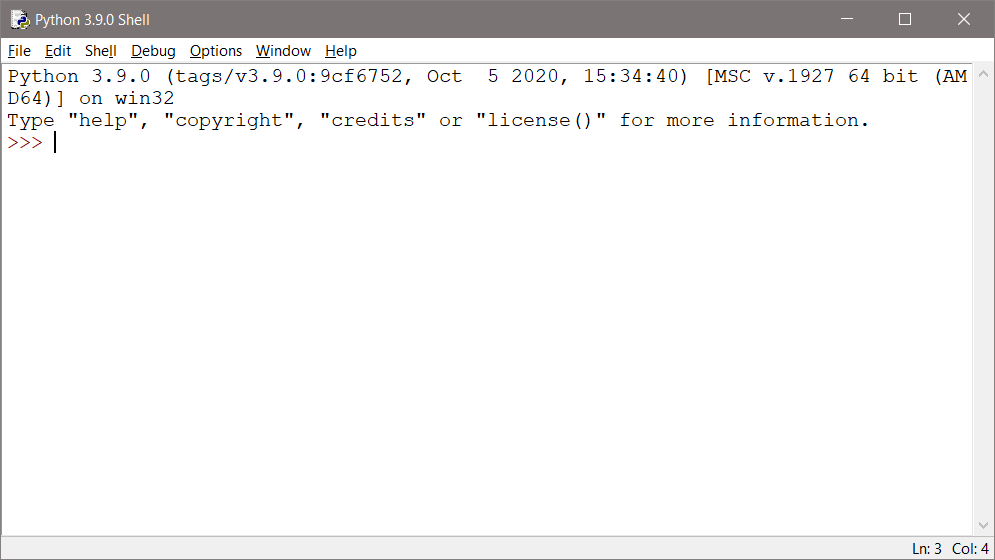 Python 3.9.0 Shell
File Edit Shell Debug Options Window Help
Python 3.9.0 (tags/v3.9.0:9cf6752, Oct  5 2020, 15:34:40) [MSC v.1927 64 bit (AM
D64)] on win32
Type "help", "copyright", "credits" or "license()" for more information.
>>>
Ln: 3 Col: 4